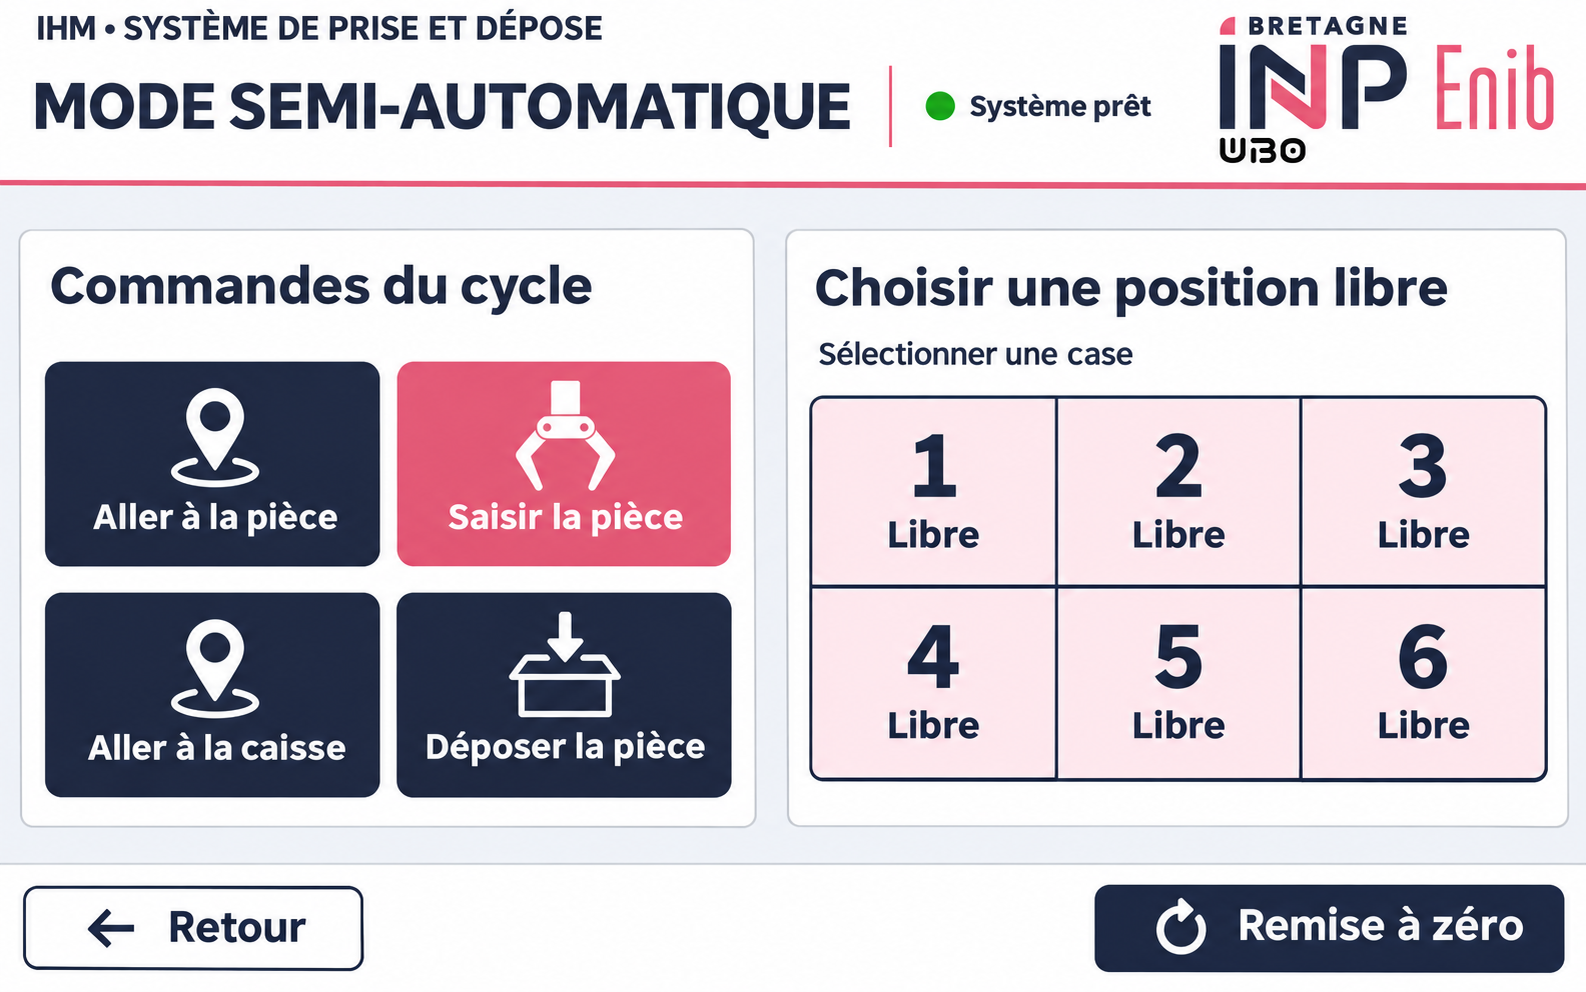 IHM • SYSTÈME DE PRISE ET DÉPOSE
MODE SEMI-AUTOMATIQUE
Système prêt
BRETAGNE
INP Enib
UBO
Commandes du cycle
Aller à la pièce
Saisir la pièce
Aller à la caisse
Déposer la pièce
Choisir une position libre
Sélectionner une case
1 2 3
Libre Libre Libre
4 5 6
Libre Libre Libre
Retour
Remise à zéro